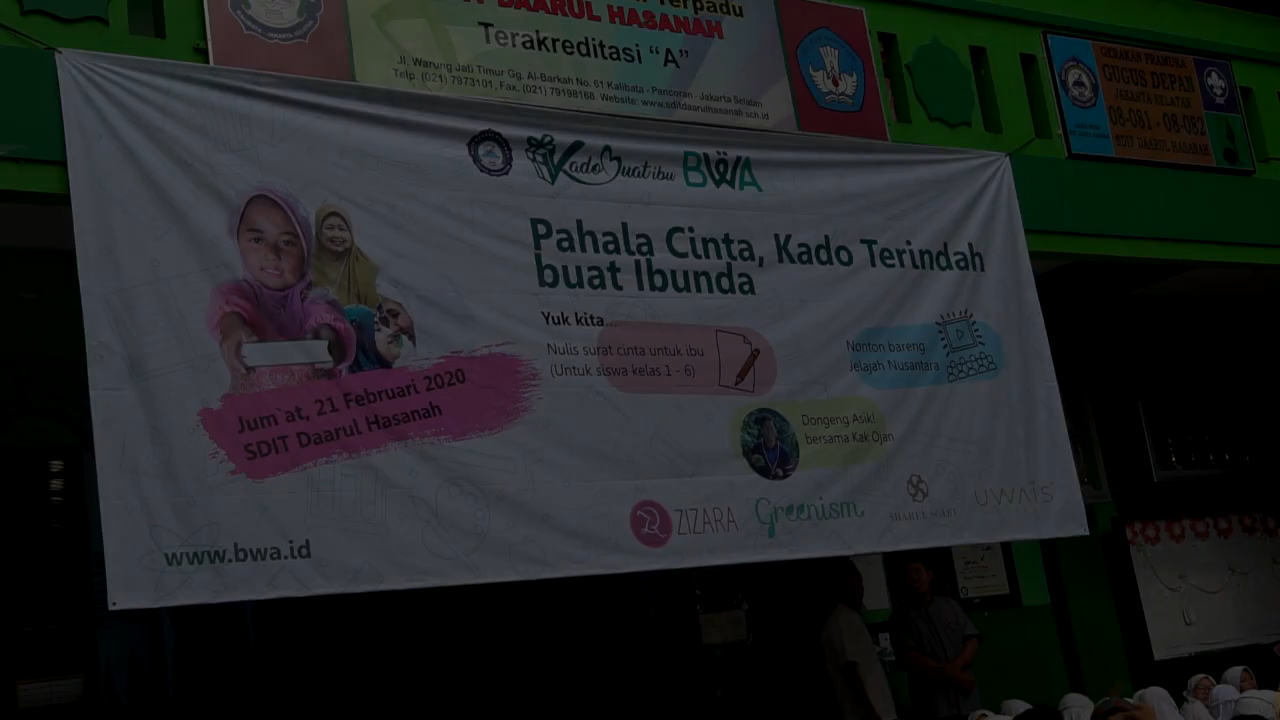 Terpadu
SDIT DAARUL HASANAH
Terakreditasi “A”
Jl. Warung Jati Timur Gg. Al-Barkah No. 61 Kalibata - Pancoran - Jakarta Selatan
Telp. (021) 7973101, Fax. (021) 79198168. Website: www.sditdaarulhasanah.sch.id
GERAKAN PRAMUKA
GUGUS DEPAN
JAKARTA SELATAN
08-081 - 08-082
SDIT DAARUL HASANAH
Kado Buat ibu
BWA
Pahala Cinta, Kado Terindah
buat Ibunda
Yuk kita...
Nulis surat cinta untuk ibu
(Untuk siswa kelas 1 - 6)
Nonton bareng
Jelajah Nusantara
Dongeng Asik!
bersama Kak Ojan
Jum`at, 21 Februari 2020
SDIT Daarul Hasanah
ZIZARA
Greenism
UWAIS
www.bwa.id